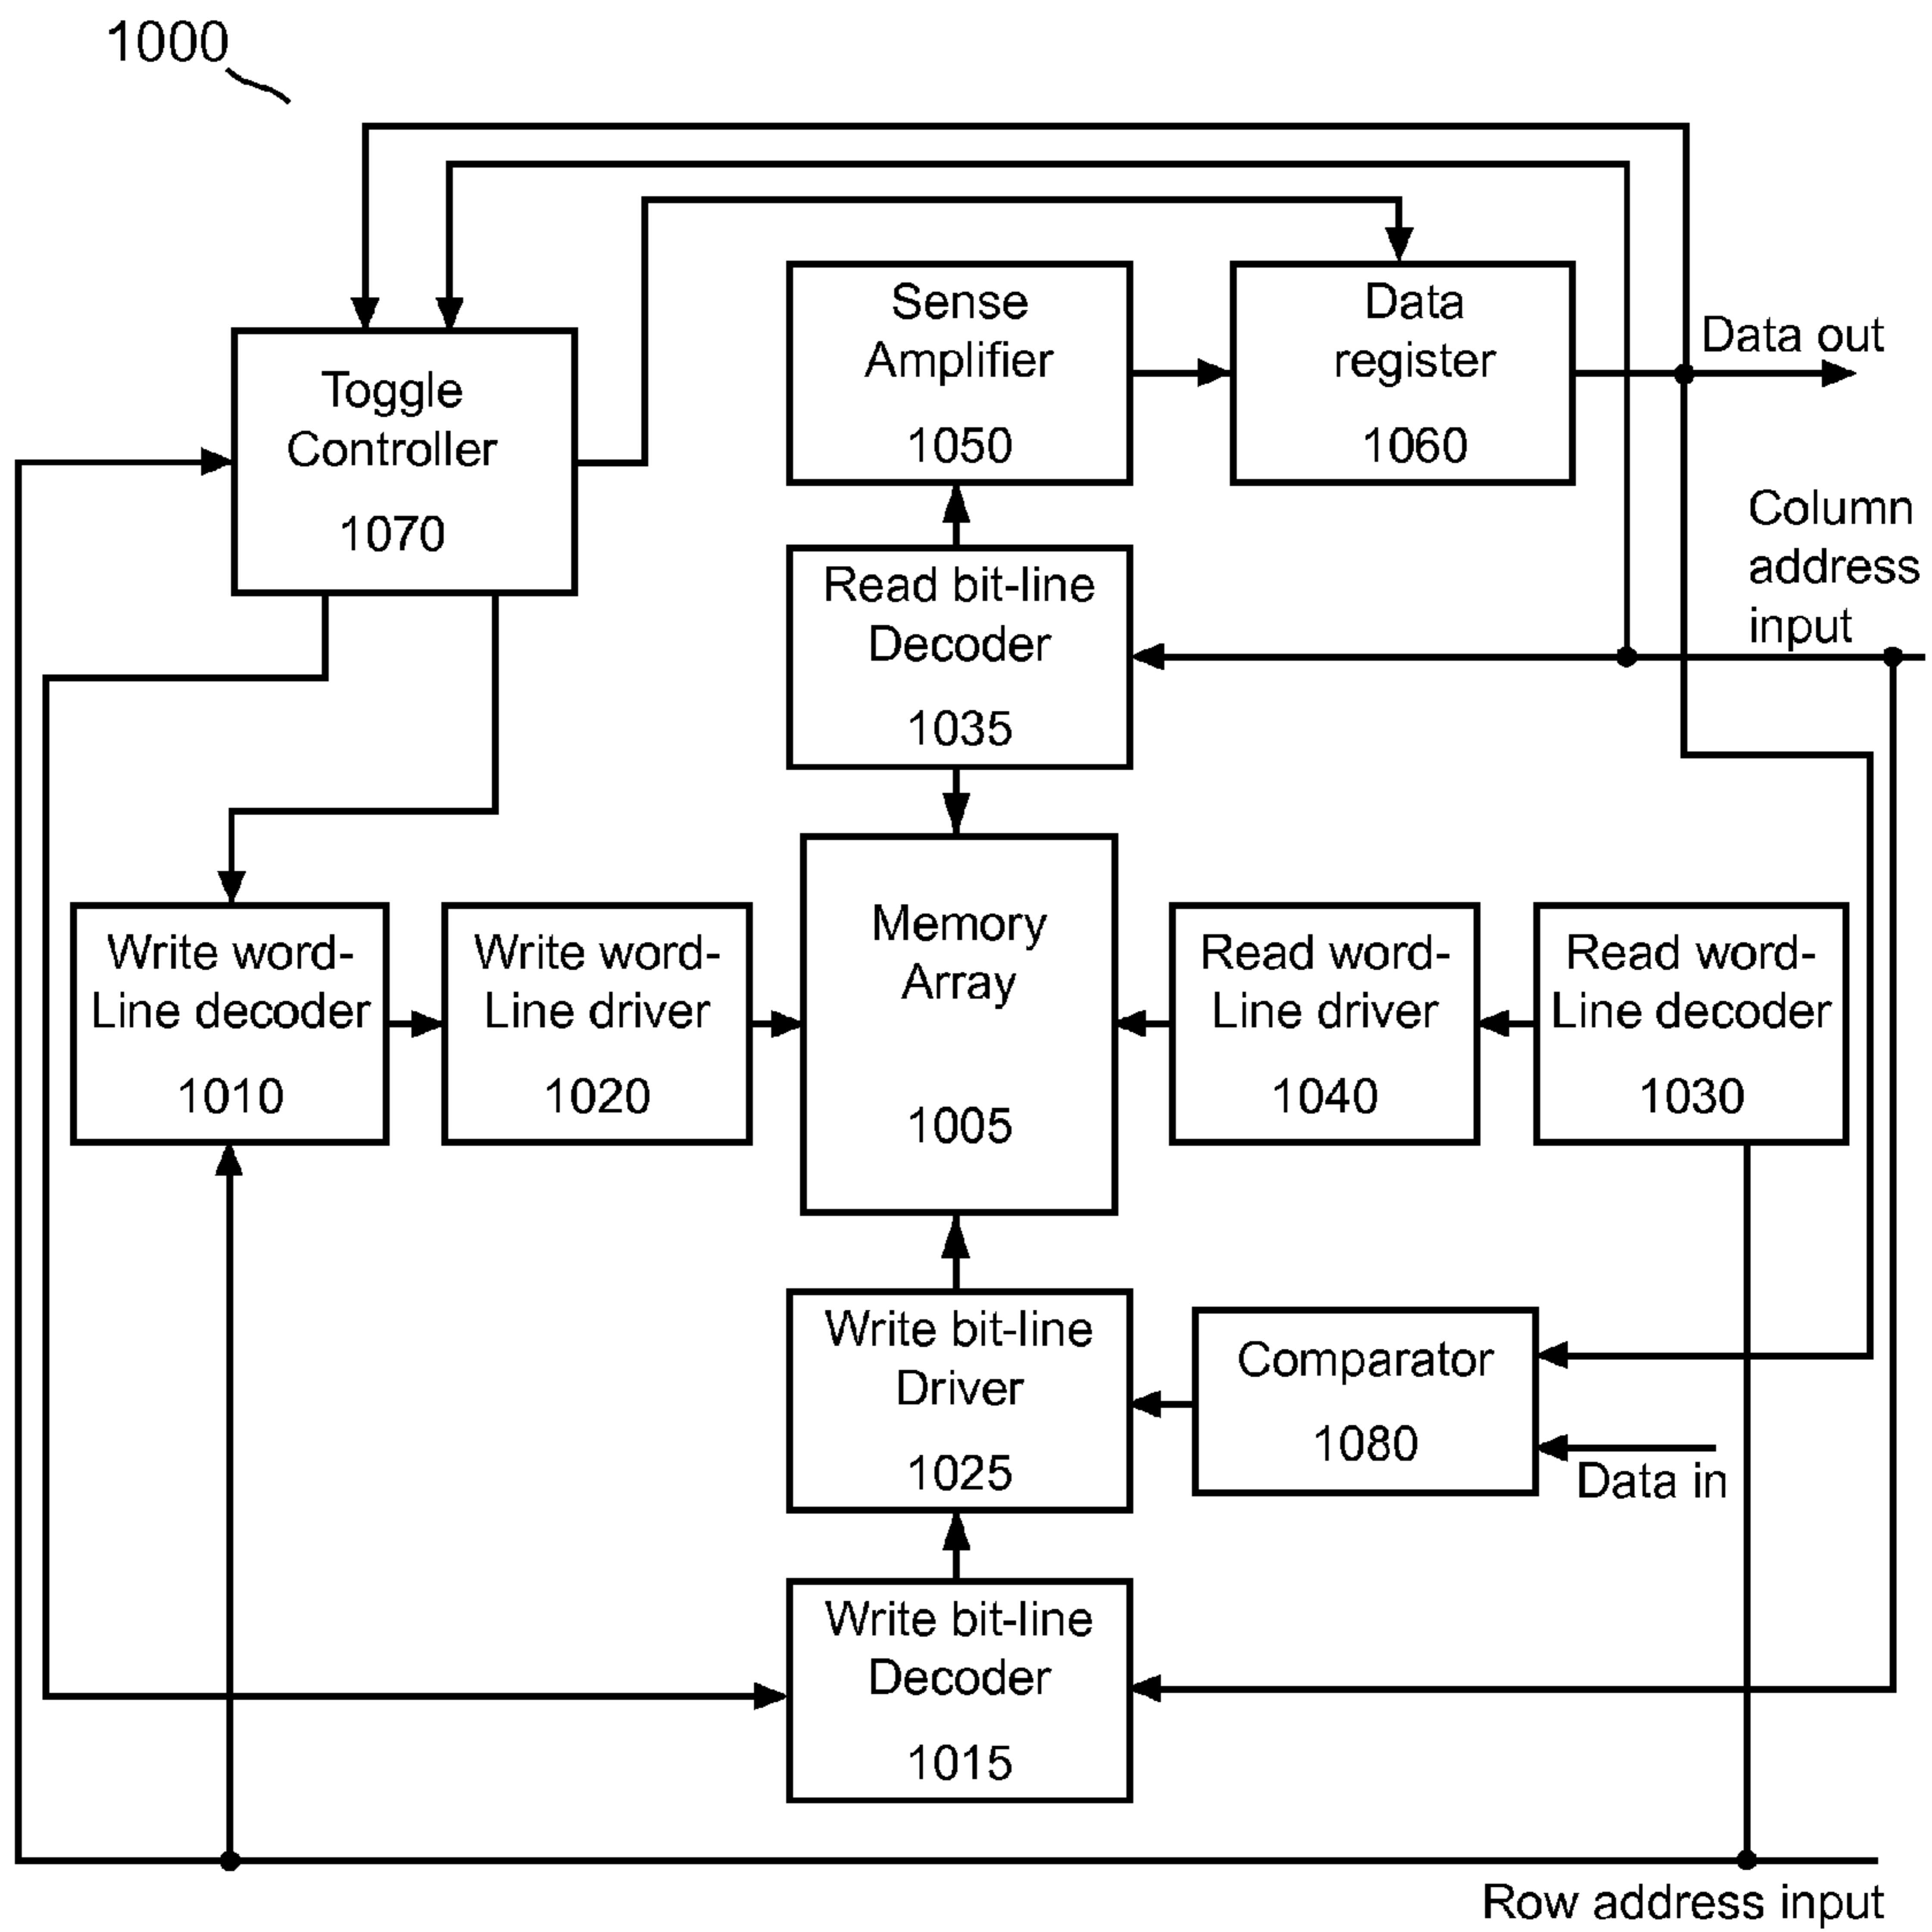 1000
Sense
Amplifier
1050
Data
register
1060
Data out
Toggle
Controller
1070
Column
address
input
Read bit-line
Decoder
1035
Write word-
Line decoder
1010
Write word-
Line driver
1020
Memory
Array
1005
Read word-
Line driver
1040
Read word-
Line decoder
1030
Write bit-line
Driver
1025
Comparator
1080
Data in
Write bit-line
Decoder
1015
Row address input